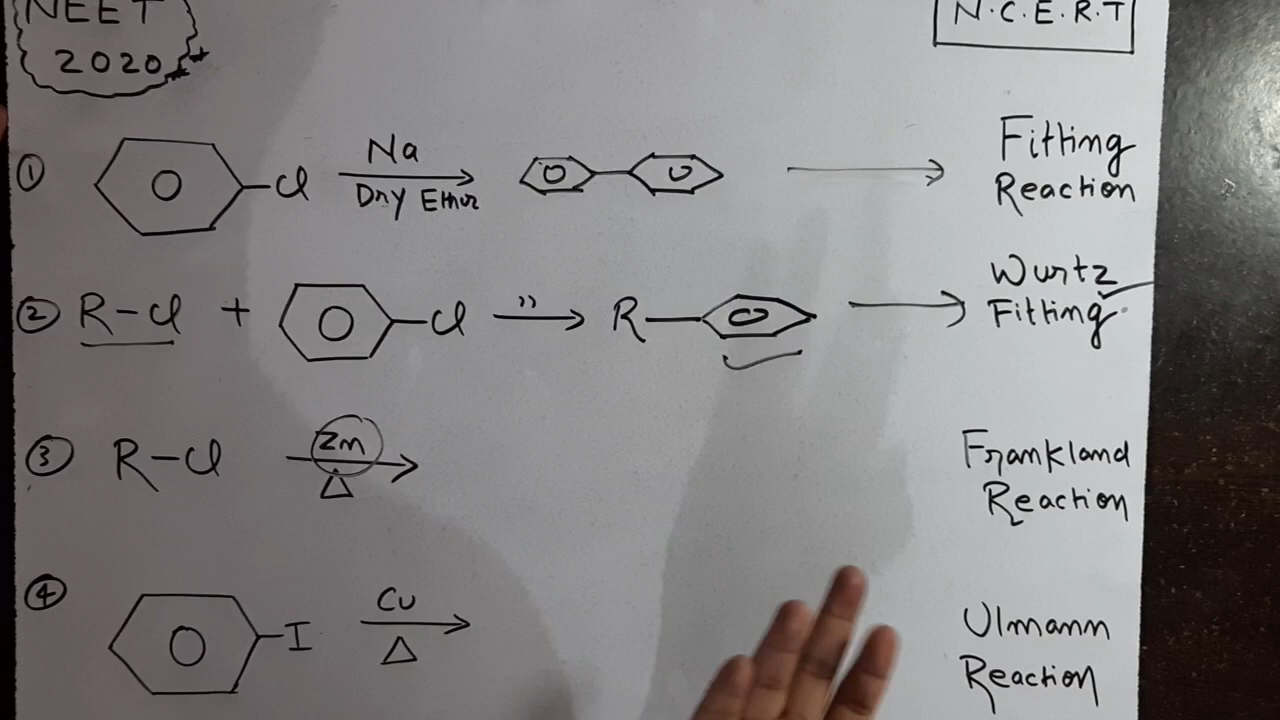 NEET
2020
N.C.E.R.T
① Cl Na Dry Ether Fitting
Reaction
② R-Cl + Cl " R Wurtz
Fitting
③ R-Cl Zn Δ Frankland
Reaction
④ I Cu Δ Ulmann
Reaction